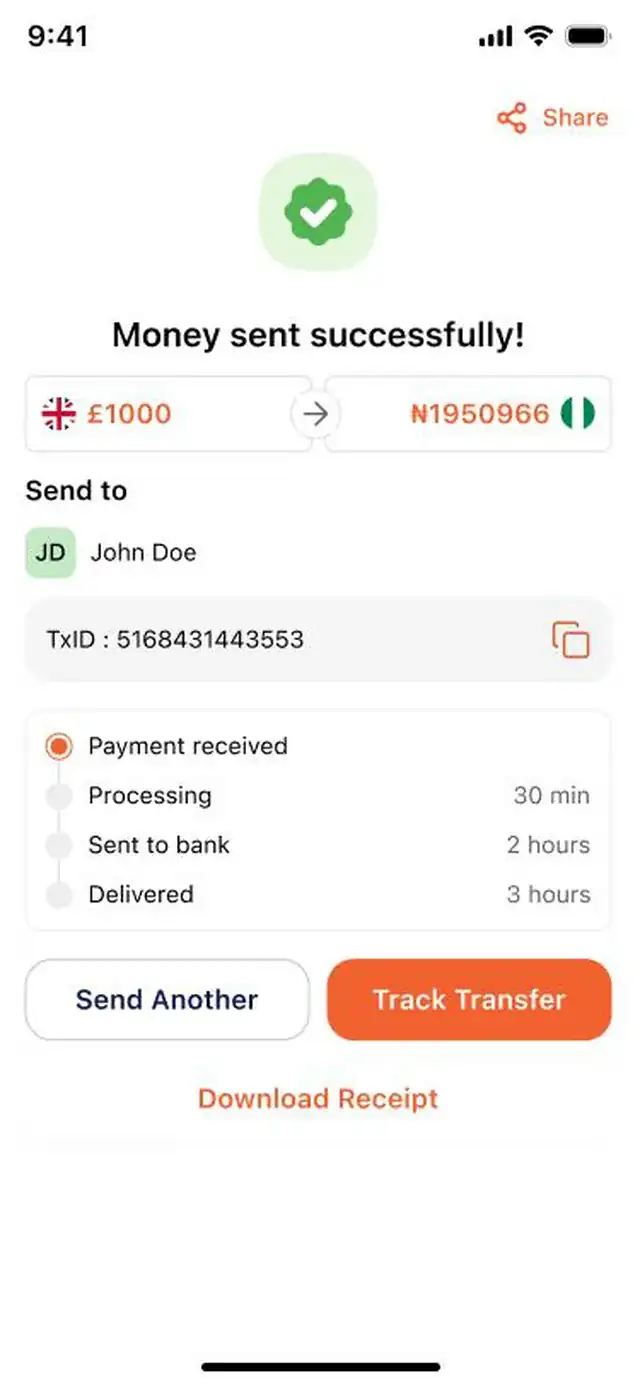 9:41
Share
Money sent successfully!
£1000 ₦1950966
Send to
JD John Doe
TxID : 5168431443553
Payment received
Processing 30 min
Sent to bank 2 hours
Delivered 3 hours
Send Another Track Transfer
Download Receipt